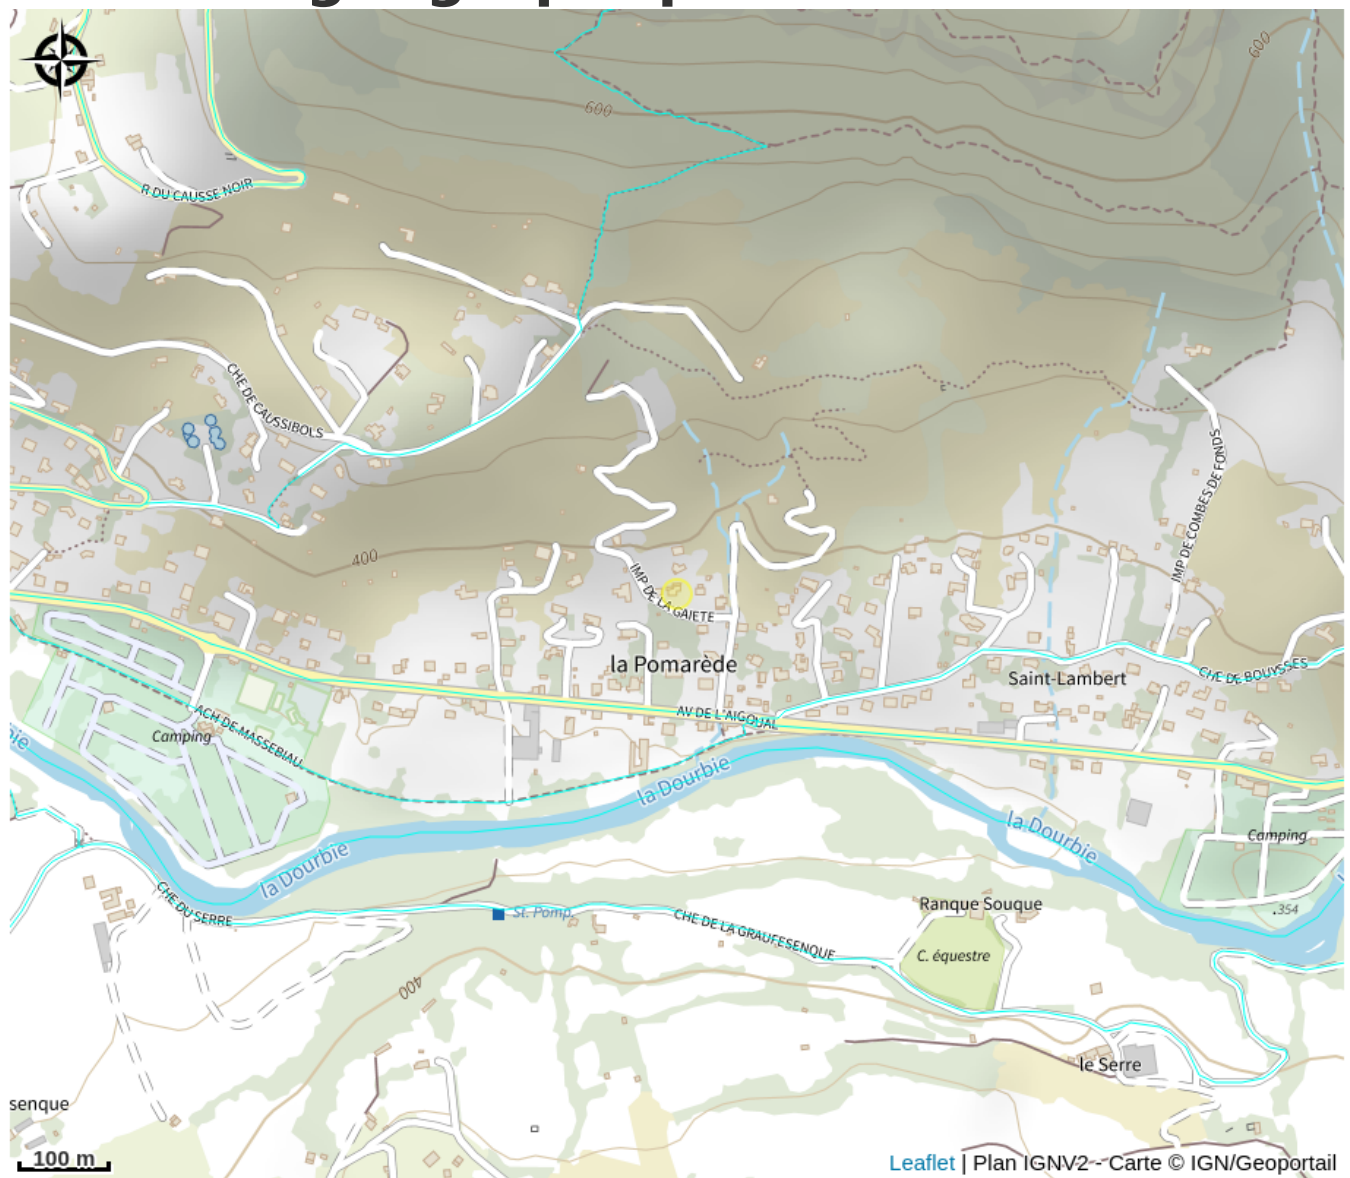 600
600
R DU CAUSSE NOIR
CHE DE CAUSSIBOLS
IMP DE COMBES DE FONDS
400
IMP DE LA GAIETE
la Pomarède
Saint-Lambert
CHE DE BOUYSSES
AV DE L'AIGOUAL
ACH DE MASSEBIAU
Camping
la Dourbie
la Dourbie
Camping
la Dourbie
CHE DU SERRE
St. Pomp.
CHE DE LA GRAUFESENQUE
Ranque Souque
.354
C. équestre
400
le Serre
senque
100 m
Leaflet | Plan IGNV2 - Carte © IGN/Geoportail